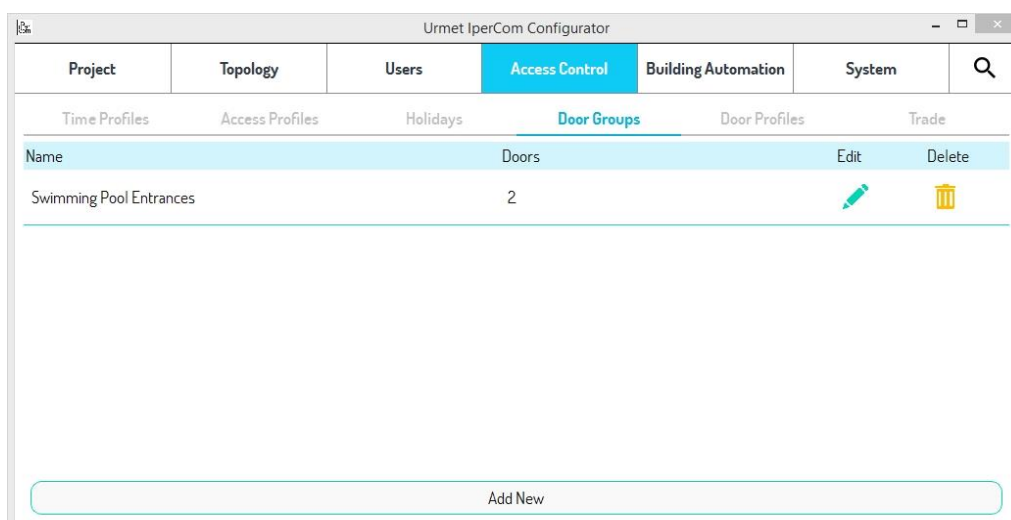 Urmet IperCom Configurator
Project Topology Users Access Control Building Automation System
Time Profiles Access Profiles Holidays Door Groups Door Profiles Trade
Name Doors Edit Delete
Swimming Pool Entrances 2
Add New